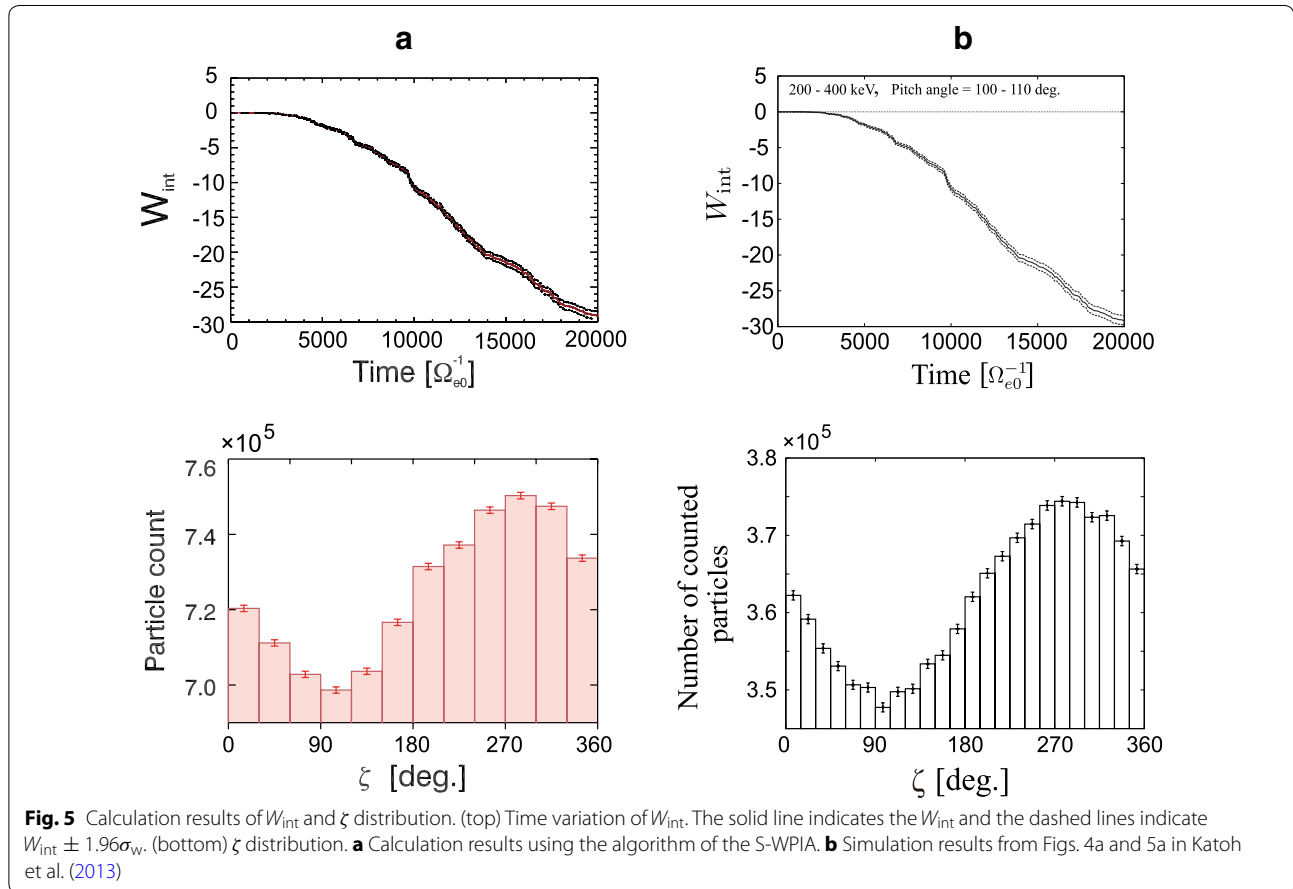 a
b
5
0
-5
-10
-15
-20
-25
-30
W_int
0 5000 10000 15000 20000
Time [Ω_e0^-1]
200 - 400 keV, Pitch angle = 100 - 110 deg.
5
0
-5
-10
-15
-20
-25
-30
W_int
0 5000 10000 15000 20000
Time [Ω_e0^-1]
×10^5
7.6
7.4
7.2
7.0
Particle count
0 90 180 270 360
ζ [deg.]
×10^5
3.8
3.7
3.6
3.5
Number of counted
particles
0 90 180 270 360
ζ [deg.]
Fig. 5 Calculation results of W_int and ζ distribution. (top) Time variation of W_int. The solid line indicates the W_int and the dashed lines indicate
W_int ± 1.96σ_w. (bottom) ζ distribution. a Calculation results using the algorithm of the S-WPIA. b Simulation results from Figs. 4a and 5a in Katoh
et al. (2013)